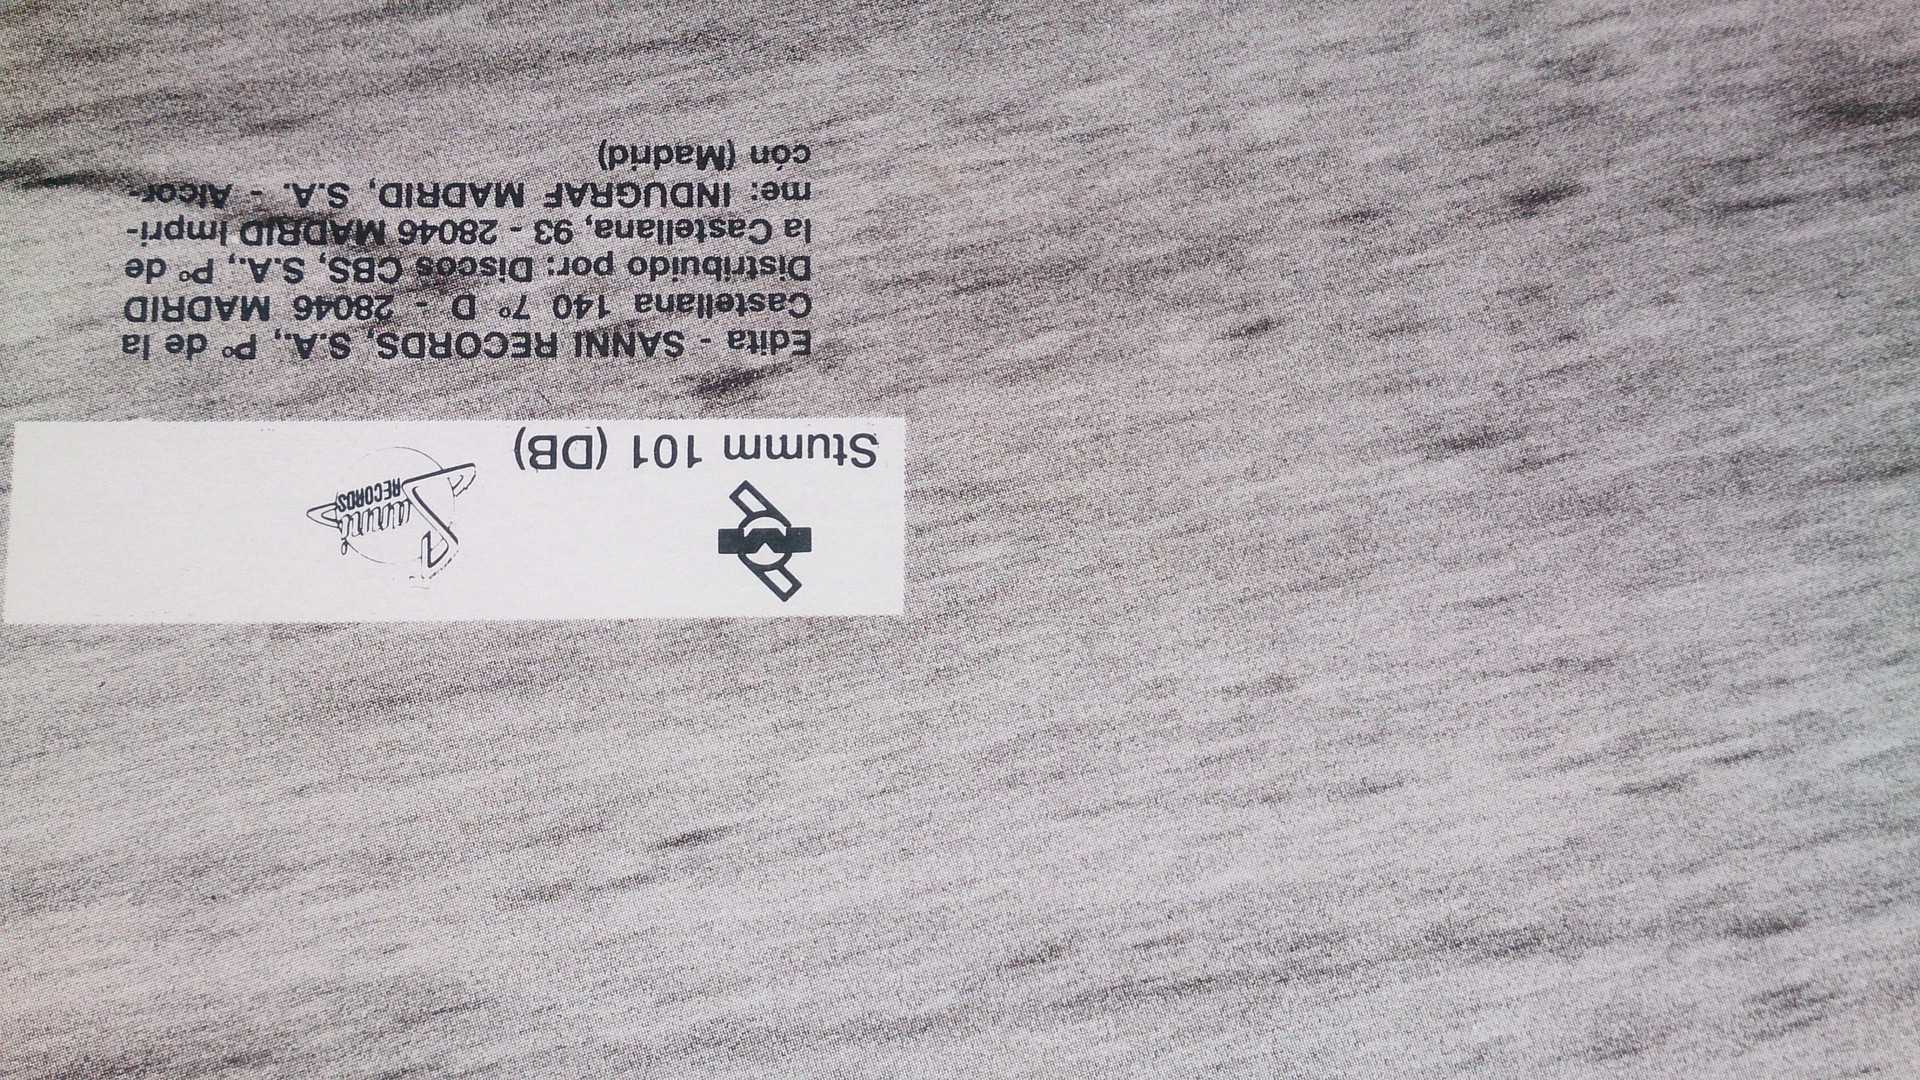 Stumm 101 (DB)
Sanni
RECORDS
Edita - SANNI RECORDS, S.A., Pº de la
Castellana 140 7º D - 28046 MADRID
Distribuido por: Discos CBS, S.A., Pº de
la Castellana, 93 - 28046 MADRID Impri-
me: INDUGRAF MADRID, S.A. - Alcor-
cón (Madrid)